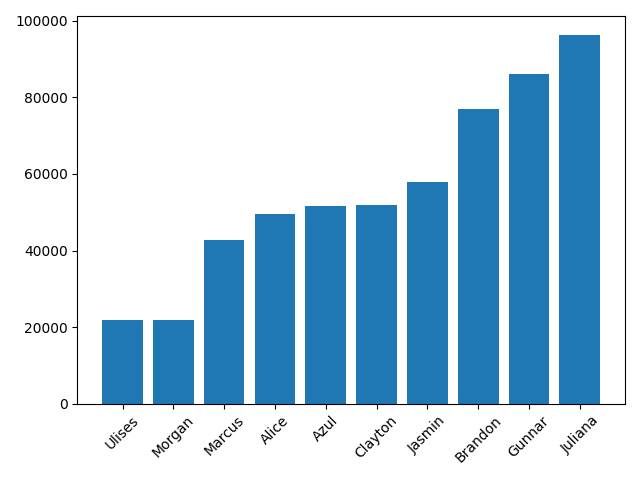 100000
80000
60000
40000
20000
0
Ulises
Morgan
Marcus
Alice
Azul
Clayton
Jasmin
Brandon
Gunnar
Juliana